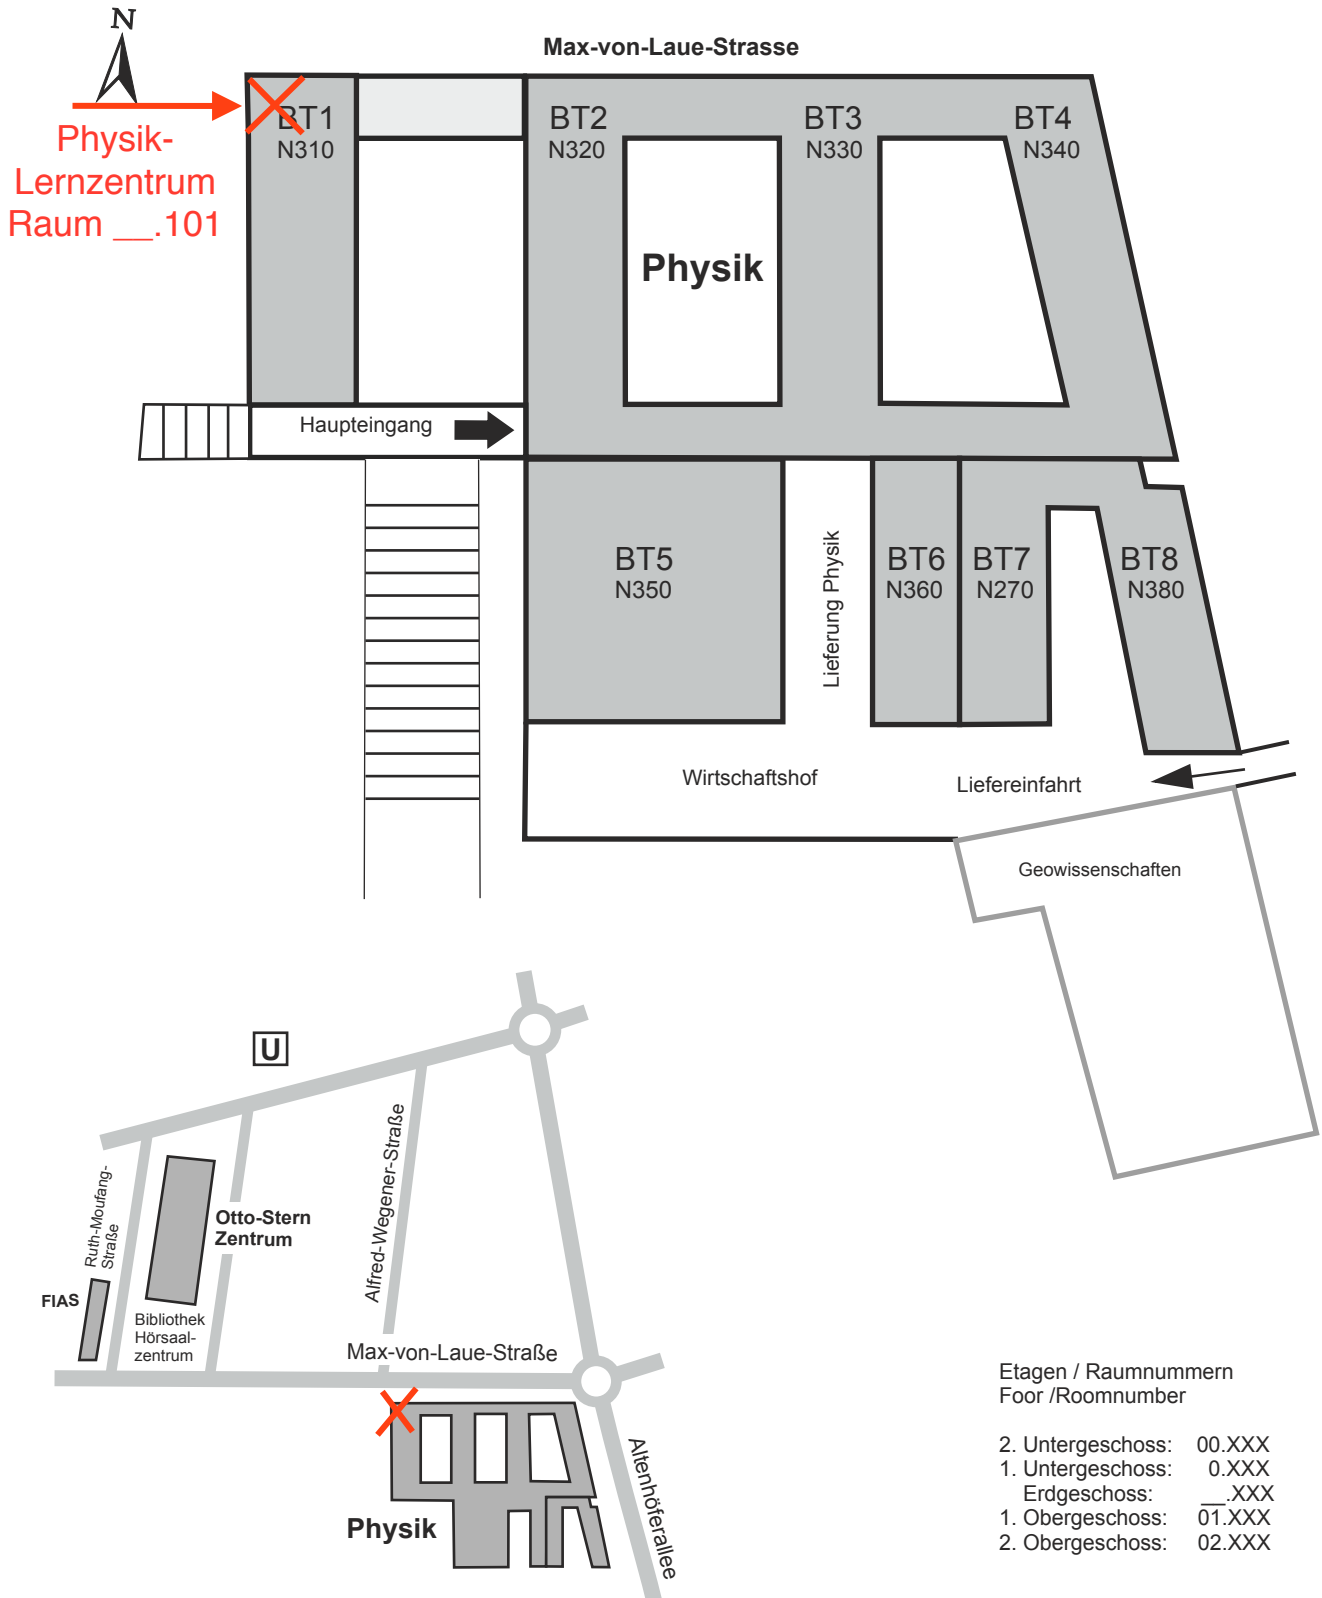 N
Max-von-Laue-Strasse
Physik-
Lernzentrum
Raum __.101
BT1
N310
BT2
N320
BT3
N330
BT4
N340
Physik
Haupteingang
BT5
N350
Lieferung Physik
BT6
N360
BT7
N270
BT8
N380
Wirtschaftshof
Liefereinfahrt
Geowissenschaften
U
Alfred-Wegener-Straße
Ruth-Moufang-
Straße
Otto-Stern
Zentrum
FIAS
Bibliothek
Hörsaal-
zentrum
Max-von-Laue-Straße
Physik
Altenhöferallee
Etagen / Raumnummern
Foor /Roomnumber
2. Untergeschoss: 00.XXX
1. Untergeschoss: 0.XXX
Erdgeschoss: __.XXX
1. Obergeschoss: 01.XXX
2. Obergeschoss: 02.XXX